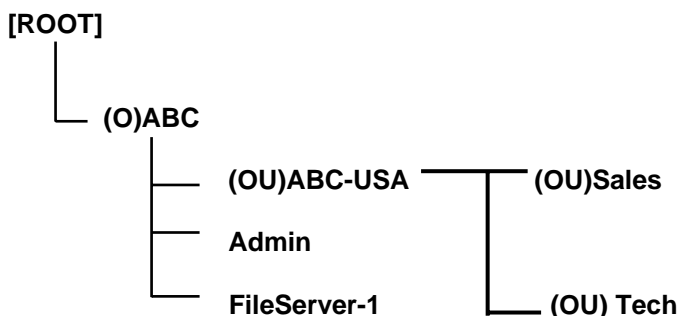 [ROOT]
(O)ABC
(OU)ABC-USA
(OU)Sales
Admin
FileServer-1
(OU) Tech